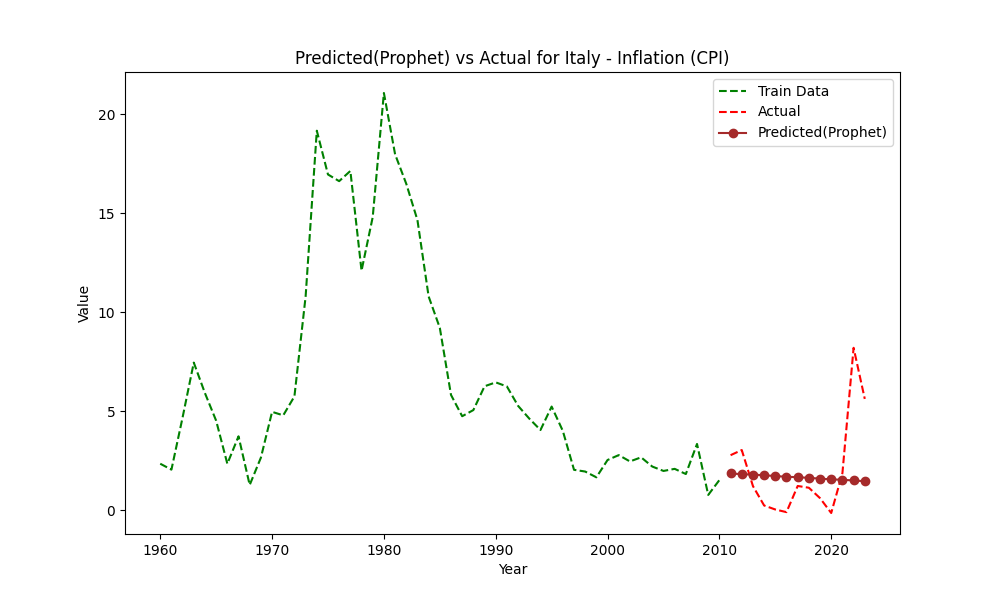 Predicted(Prophet) vs Actual for Italy - Inflation (CPI)
Train Data
Actual
Predicted(Prophet)
20
15
10
5
0
Value
1960 1970 1980 1990 2000 2010 2020
Year